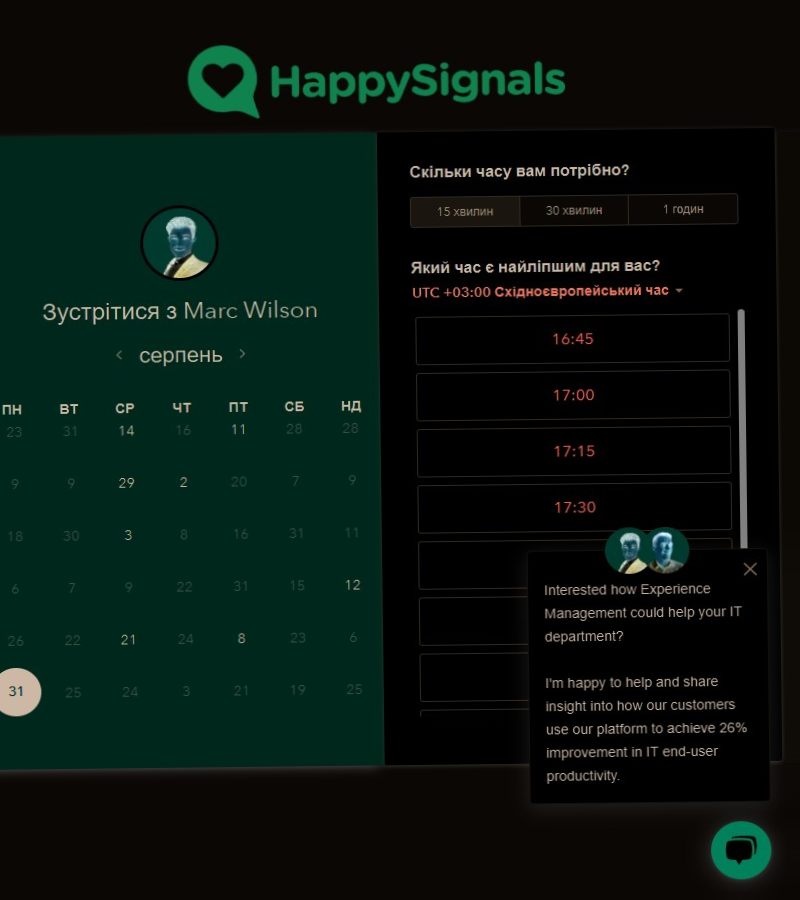 HappySignals
Зустрітися з Marc Wilson
серпень
ПН ВТ СР ЧТ ПТ СБ НД
23 31 14 16 11 28 28
9 9 29 2 20 7 9
18 30 3 8 16 31 11
6 7 9 22 31 15 12
26 22 21 24 8 23 6
31 25 24 3 21 19 25
Скільки часу вам потрібно?
15 хвилин 30 хвилин 1 годин
Який час є найліпшим для вас?
UTC +03:00 Східноєвропейський час
16:45
17:00
17:15
17:30
Interested how Experience
Management could help your IT
department?
I'm happy to help and share
insight into how our customers
use our platform to achieve 26%
improvement in IT end-user
productivity.